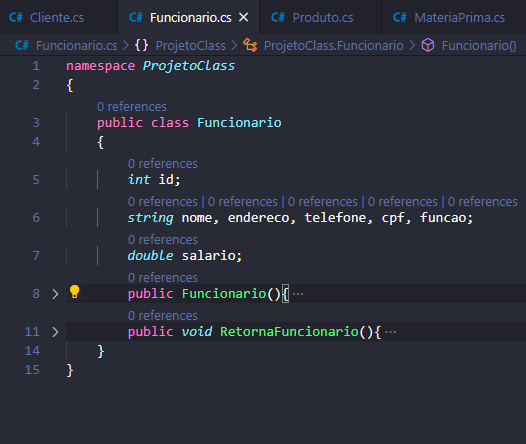 Cliente.cs Funcionario.cs Produto.cs MateriaPrima.cs
Funcionario.cs > {} ProjetoClass > ProjetoClass.Funcionario > Funcionario()
1 namespace ProjetoClass
2 {
0 references
3 public class Funcionario
4 {
0 references
5 int id;
0 references | 0 references | 0 references | 0 references | 0 references
6 string nome, endereco, telefone, cpf, funcao;
0 references
7 double salario;
0 references
8 public Funcionario(){ ···
0 references
11 public void RetornaFuncionario(){ ···
14 }
15 }